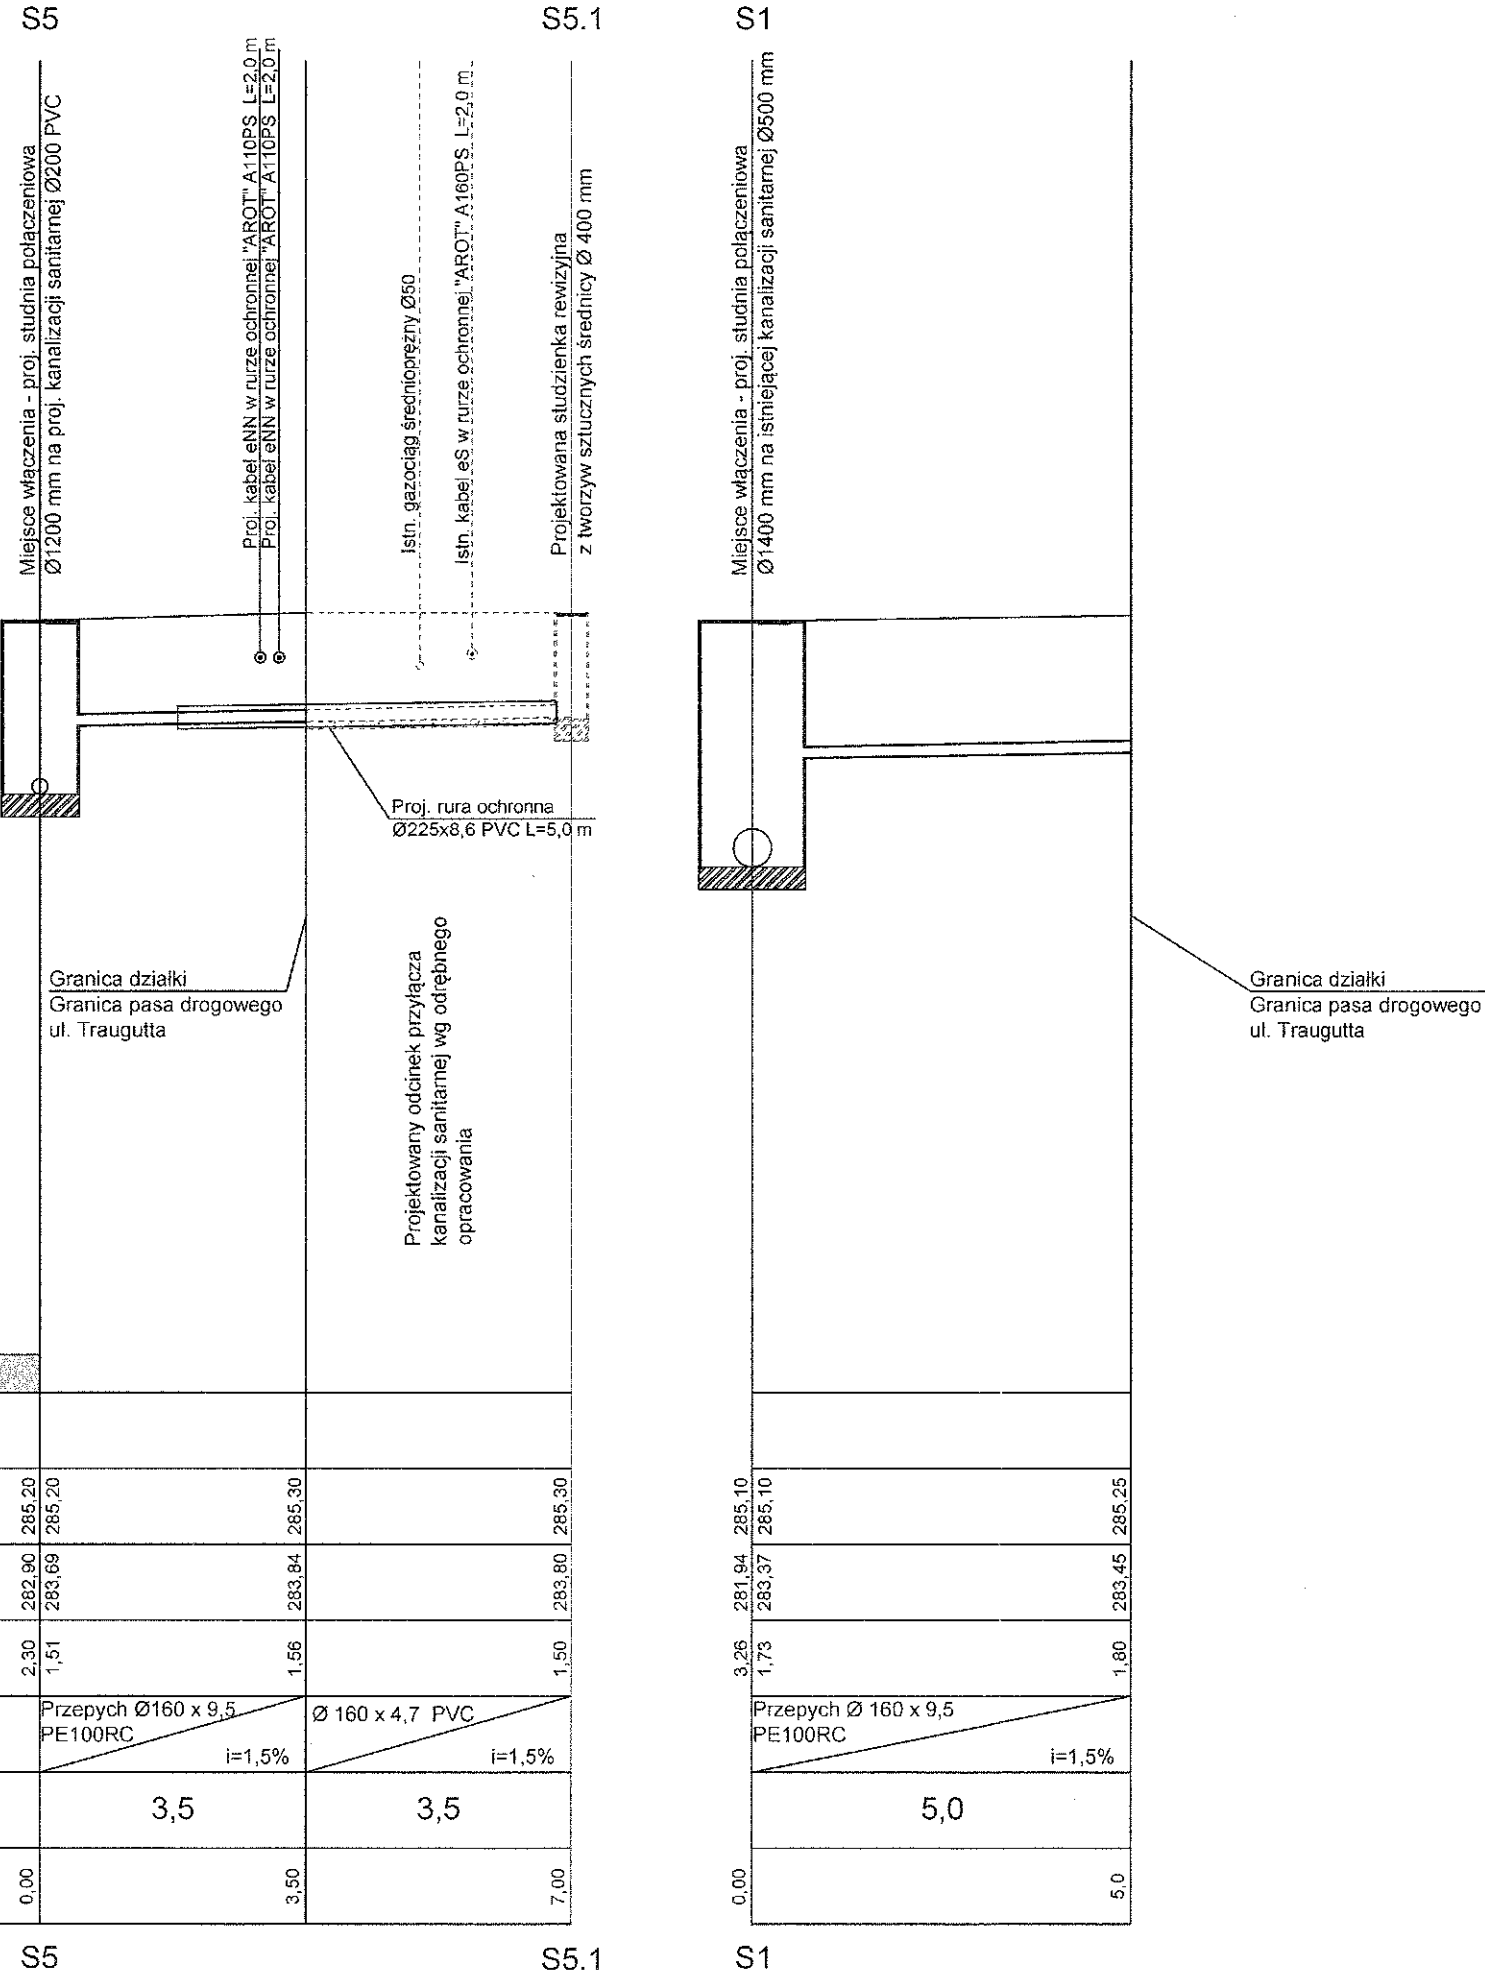 S5
S5.1
S1
Miejsce włączenia - proj. studnia połączeniowa
Ø1200 mm na proj. kanalizacji sanitarnej Ø200 PVC
Proj. kabel eNN w rurze ochronnej "AROT" A110PS L=2,0 m
Proj. kabel eNN w rurze ochronnej "AROT" A110PS L=2,0 m
Istn. gazociąg średnioprężny Ø50
Istn. kabel eS w rurze ochronnej "AROT" A160PS L=2,0 m
Projektowana studzienka rewizyjna
z tworzyw sztucznych średnicy Ø 400 mm
Miejsce włączenia - proj. studnia połączeniowa
Ø1400 mm na istniejącej kanalizacji sanitarnej Ø500 mm
Proj. rura ochronna
Ø225x8,6 PVC L=5,0 m
Granica działki
Granica pasa drogowego
ul. Traugutta
Projektowany odcinek przyłącza
kanalizacji sanitarnej wg odrębnego
opracowania
Granica działki
Granica pasa drogowego
ul. Traugutta
285,20
285,20
285,30
285,30
285,10
285,10
285,25
282,90
283,69
283,84
283,80
281,94
283,37
283,45
2,30
1,51
1,56
1,50
3,26
1,73
1,80
Przepych Ø160 x 9,5
PE100RC
i=1,5%
Ø 160 x 4,7 PVC
i=1,5%
Przepych Ø 160 x 9,5
PE100RC
i=1,5%
3,5
3,5
5,0
0,00
3,50
7,00
0,00
5,0
S5
S5.1
S1